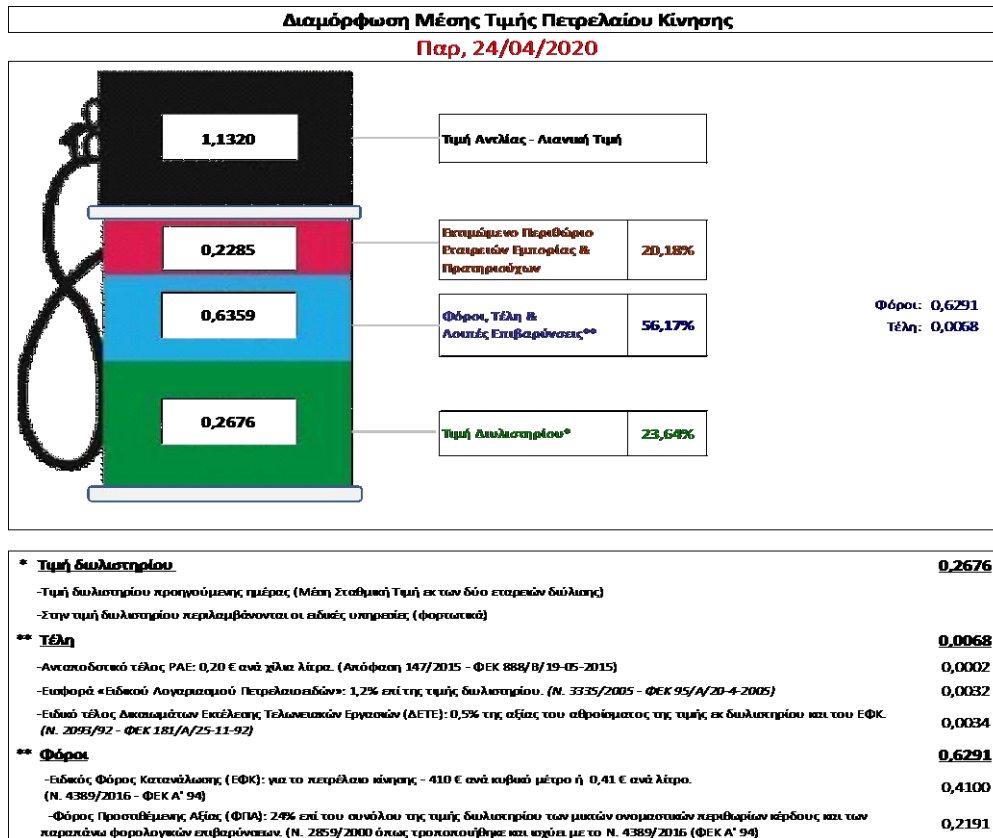 Διαμόρφωση Μέσης Τιμής Πετρελαίου Κίνησης
Παρ, 24/04/2020
1,1320
Τιμή Αντλίας - Λιανική Τιμή
0,2285
Εκτιμώμενο Περιθώριο
Εταιρειών Εμπορίας &
Πρατηριούχων
20,18%
0,6359
Φόροι, Τέλη &
Λοιπές Επιβαρύνσεις**
56,17%
Φόροι: 0,6291
Τέλη: 0,0068
0,2676
Τιμή Διυλιστηρίου*
23,64%
* Τιμή διυλιστηρίου 0,2676
-Τιμή διυλιστηρίου προηγούμενης ημέρας (Μέση Σταθμική Τιμή εκ των δύο εταρειών διύλισης)
-Στην τιμή διυλιστηρίου περιλαμβάνονται οι ειδικές υπηρεσίες (φορτωτικά)
** Τέλη 0,0068
-Ανταποδοτικό τέλος ΡΑΕ: 0,20 € ανά χίλια λίτρα. (Απόφαση 147/2015 - ΦΕΚ 888/Β/19-05-2015) 0,0002
-Εισφορά «Ειδικού Λογαριασμού Πετρελαιοειδών»: 1,2% επί της τιμής διυλιστηρίου. (Ν. 3335/2005 - ΦΕΚ 95/Α/20-4-2005) 0,0032
-Ειδικό τέλος Δικαιωμάτων Εκτέλεσης Τελωνειακών Εργασιών (ΔΕΤΕ): 0,5% της αξίας του αθροίσματος της τιμής εκ διυλιστηρίου και του ΕΦΚ.
(Ν. 2093/92 - ΦΕΚ 181/Α/25-11-92) 0,0034
** Φόροι 0,6291
-Ειδικός Φόρος Κατανάλωσης (ΕΦΚ): για το πετρέλαιο κίνησης - 410 € ανά κυβικό μέτρο ή 0,41 € ανά λίτρο.
(Ν. 4389/2016 - ΦΕΚ Α' 94) 0,4100
-Φόρος Προστιθέμενης Αξίας (ΦΠΑ): 24% επί του συνόλου της τιμής διυλιστηρίου των μικτών ονομαστικών περιθωρίων κέρδους και των
παραπάνω φορολογικών επιβαρύνσεων. (Ν. 2859/2000 όπως τροποποιήθηκε και ισχύει με το Ν. 4389/2016 (ΦΕΚ Α' 94) 0,2191